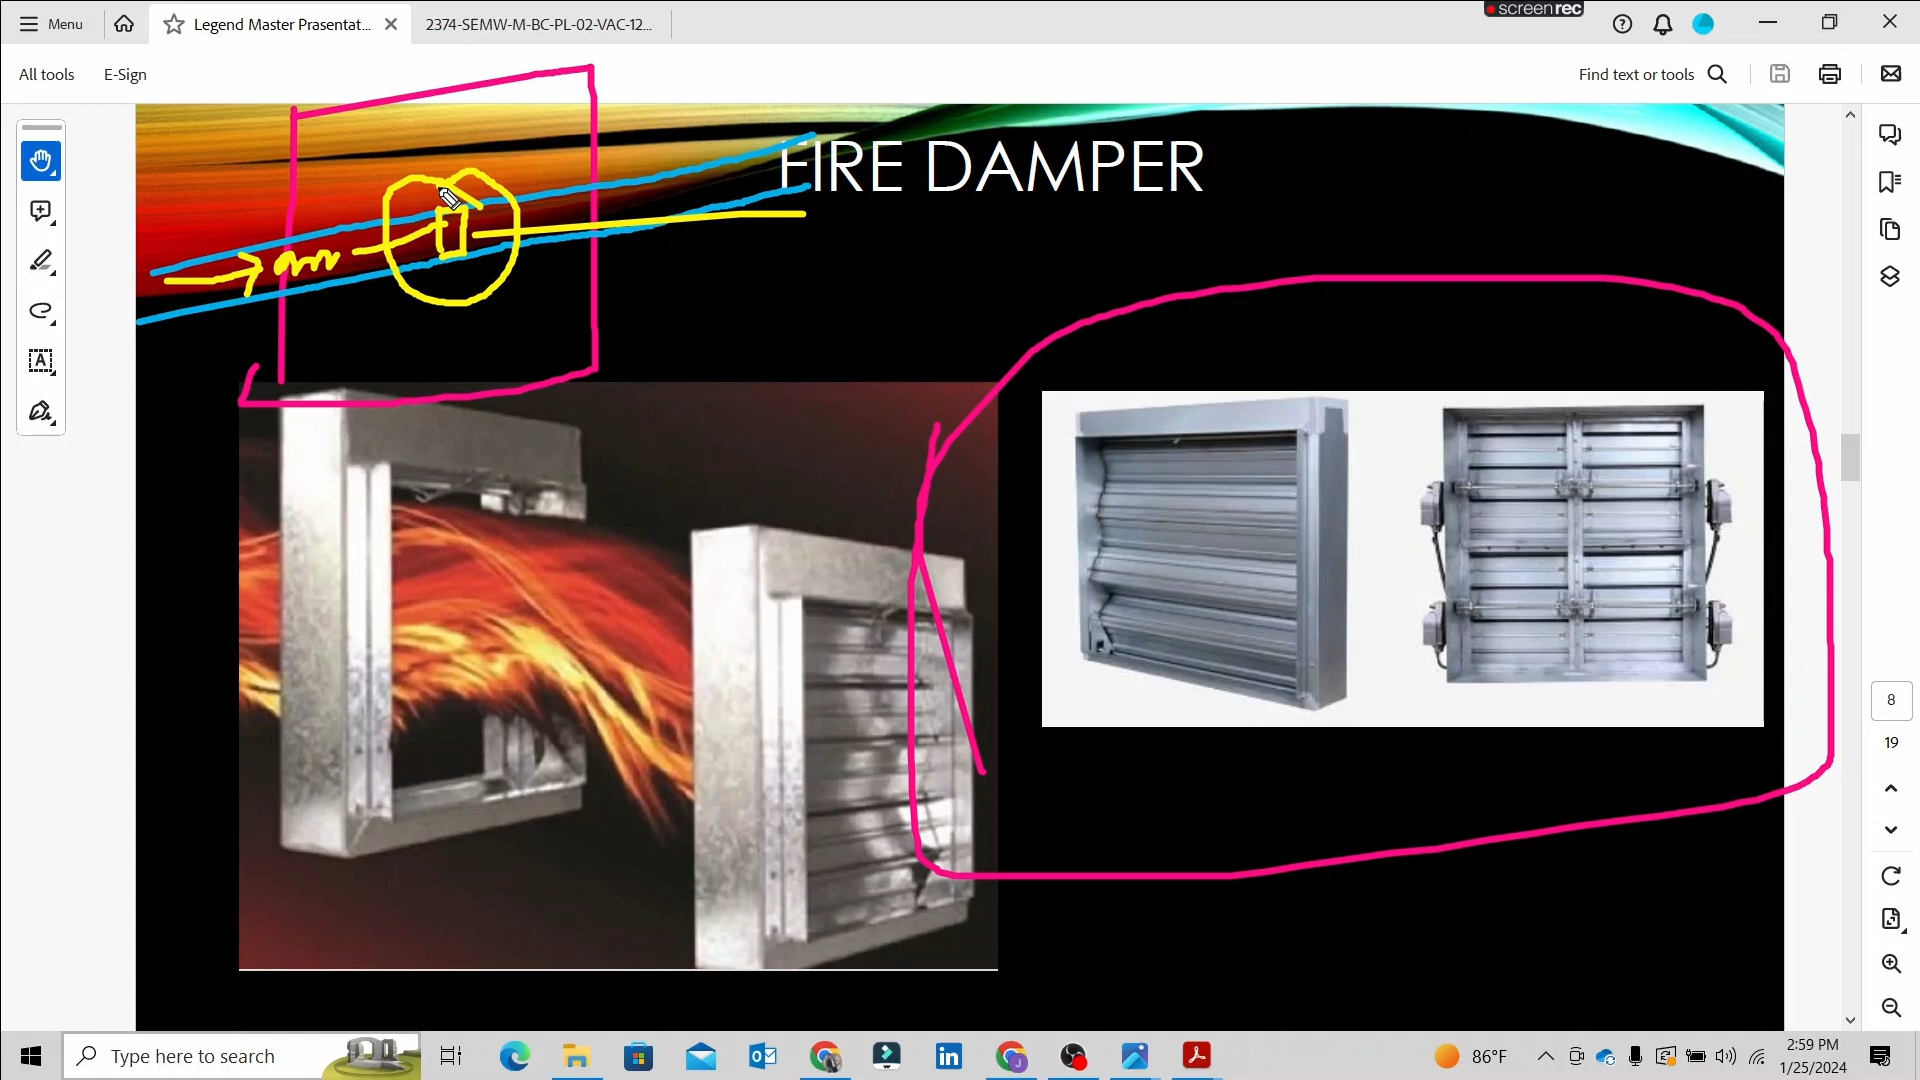 screenrec
Menu
Legend Master Prasentat...
2374-SEMW-M-BC-PL-02-VAC-12...
All tools
E-Sign
Find text or tools
FIRE DAMPER
8
19
Type here to search
86°F
2:59 PM
1/25/2024